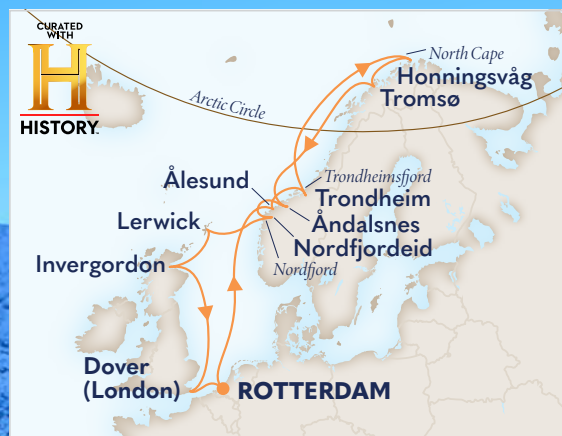 CURATED
WITH
H
HISTORY
North Cape
Honningsvåg
Tromsø
Arctic Circle
Ålesund
Trondheimsfjord
Trondheim
Lerwick
Åndalsnes
Nordfjordeid
Invergordon
Nordfjord
Dover
(London)
ROTTERDAM